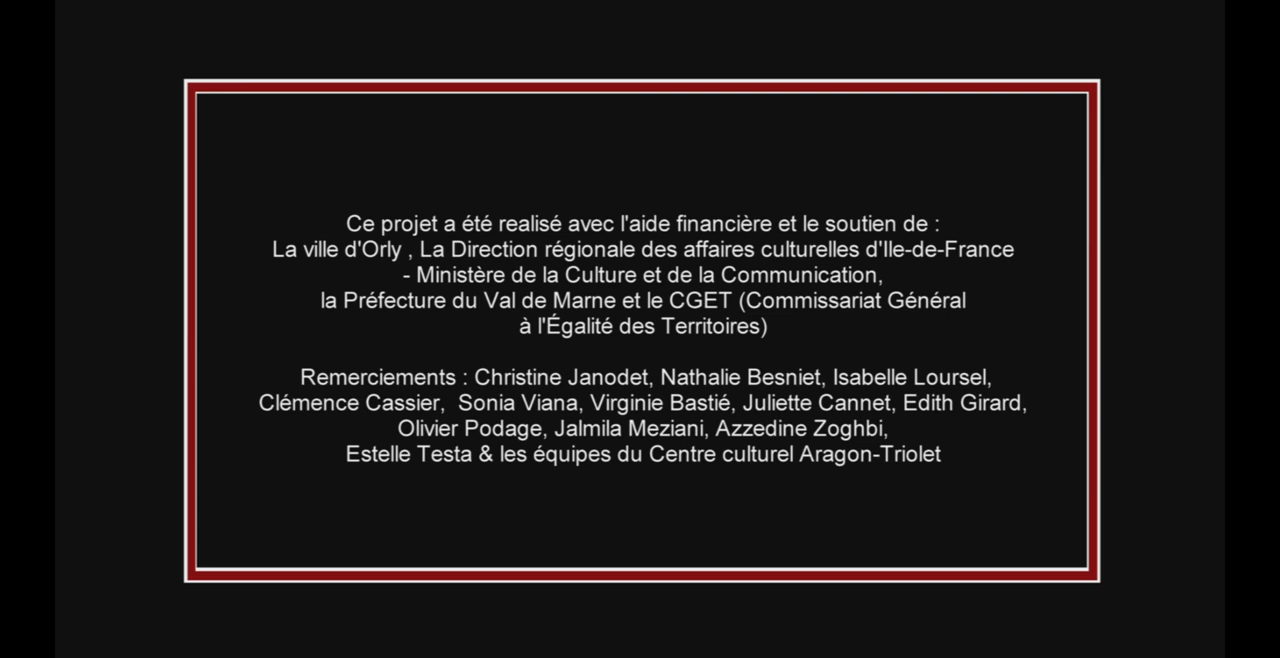 Ce projet a été realisé avec l'aide financière et le soutien de :
La ville d'Orly , La Direction régionale des affaires culturelles d'Ile-de-France
- Ministère de la Culture et de la Communication,
la Préfecture du Val de Marne et le CGET (Commissariat Général
à l'Égalité des Territoires)
Remerciements : Christine Janodet, Nathalie Besniet, Isabelle Loursel,
Clémence Cassier,  Sonia Viana, Virginie Bastié, Juliette Cannet, Edith Girard,
Olivier Podage, Jalmila Meziani, Azzedine Zoghbi,
Estelle Testa & les équipes du Centre culturel Aragon-Triolet